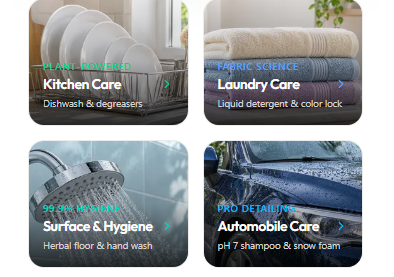 PLANT POWERED
Kitchen Care
Dishwash & degreasers
FABRIC SCIENCE
Laundry Care
Liquid detergent & color lock
99.9% HYGIENE
Surface & Hygiene
Herbal floor & hand wash
PRO DETAILING
Automobile Care
pH 7 shampoo & snow foam